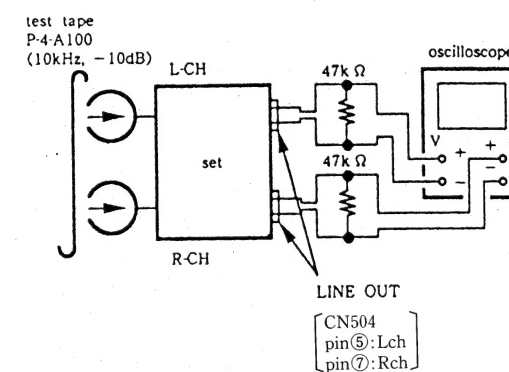 test tape
P-4-A100
(10kHz, −10dB)
L-CH
47k Ω
oscilloscope
set
V
+
−
+
−
47k Ω
R-CH
LINE OUT
CN504
pin⑤:Lch
pin⑦:Rch